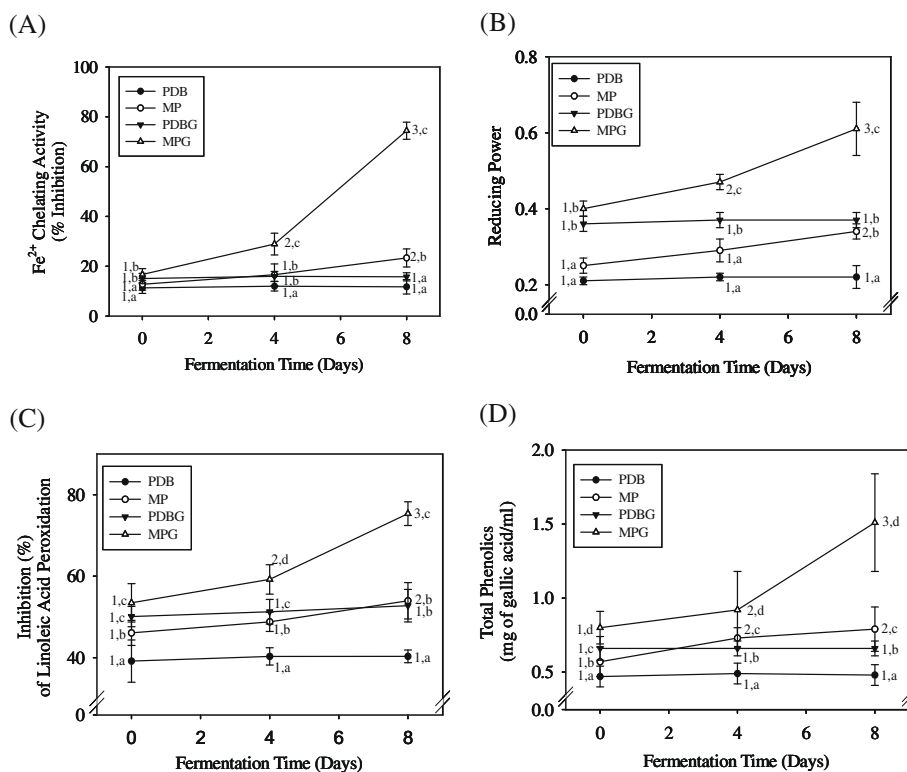 (A)
Fe2+ Chelating Activity
(% Inhibition)
100
80
60
40
20
0
PDB
MP
PDBG
MPG
1,b
1,b
1,a
1,a
2,c
1,b
1,b
1,a
3,c
2,b
1,a
1,a
0 2 4 6 8
Fermentation Time (Days)
(B)
Reducing Power
0.8
0.6
0.4
0.2
0.0
PDB
MP
PDBG
MPG
1,b
1,b
1,a
1,a
2,c
1,b
1,a
1,a
3,c
1,b
2,b
1,a
0 2 4 6 8
Fermentation Time (Days)
(C)
Inhibition (%)
of Linoleic Acid Peroxidation
80
60
40
0
PDB
MP
PDBG
MPG
1,c
1,c
1,b
1,a
2,d
1,c
1,b
1,a
3,c
2,b
1,b
1,a
0 2 4 6 8
Fermentation Time (Days)
(D)
Total Phenolics
(mg of gallic acid/ml)
2.0
1.5
1.0
0.5
0.0
PDB
MP
PDBG
MPG
1,d
1,c
1,b
1,a
2,d
2,c
1,b
1,a
3,d
2,c
1,b
1,a
0 2 4 6 8
Fermentation Time (Days)